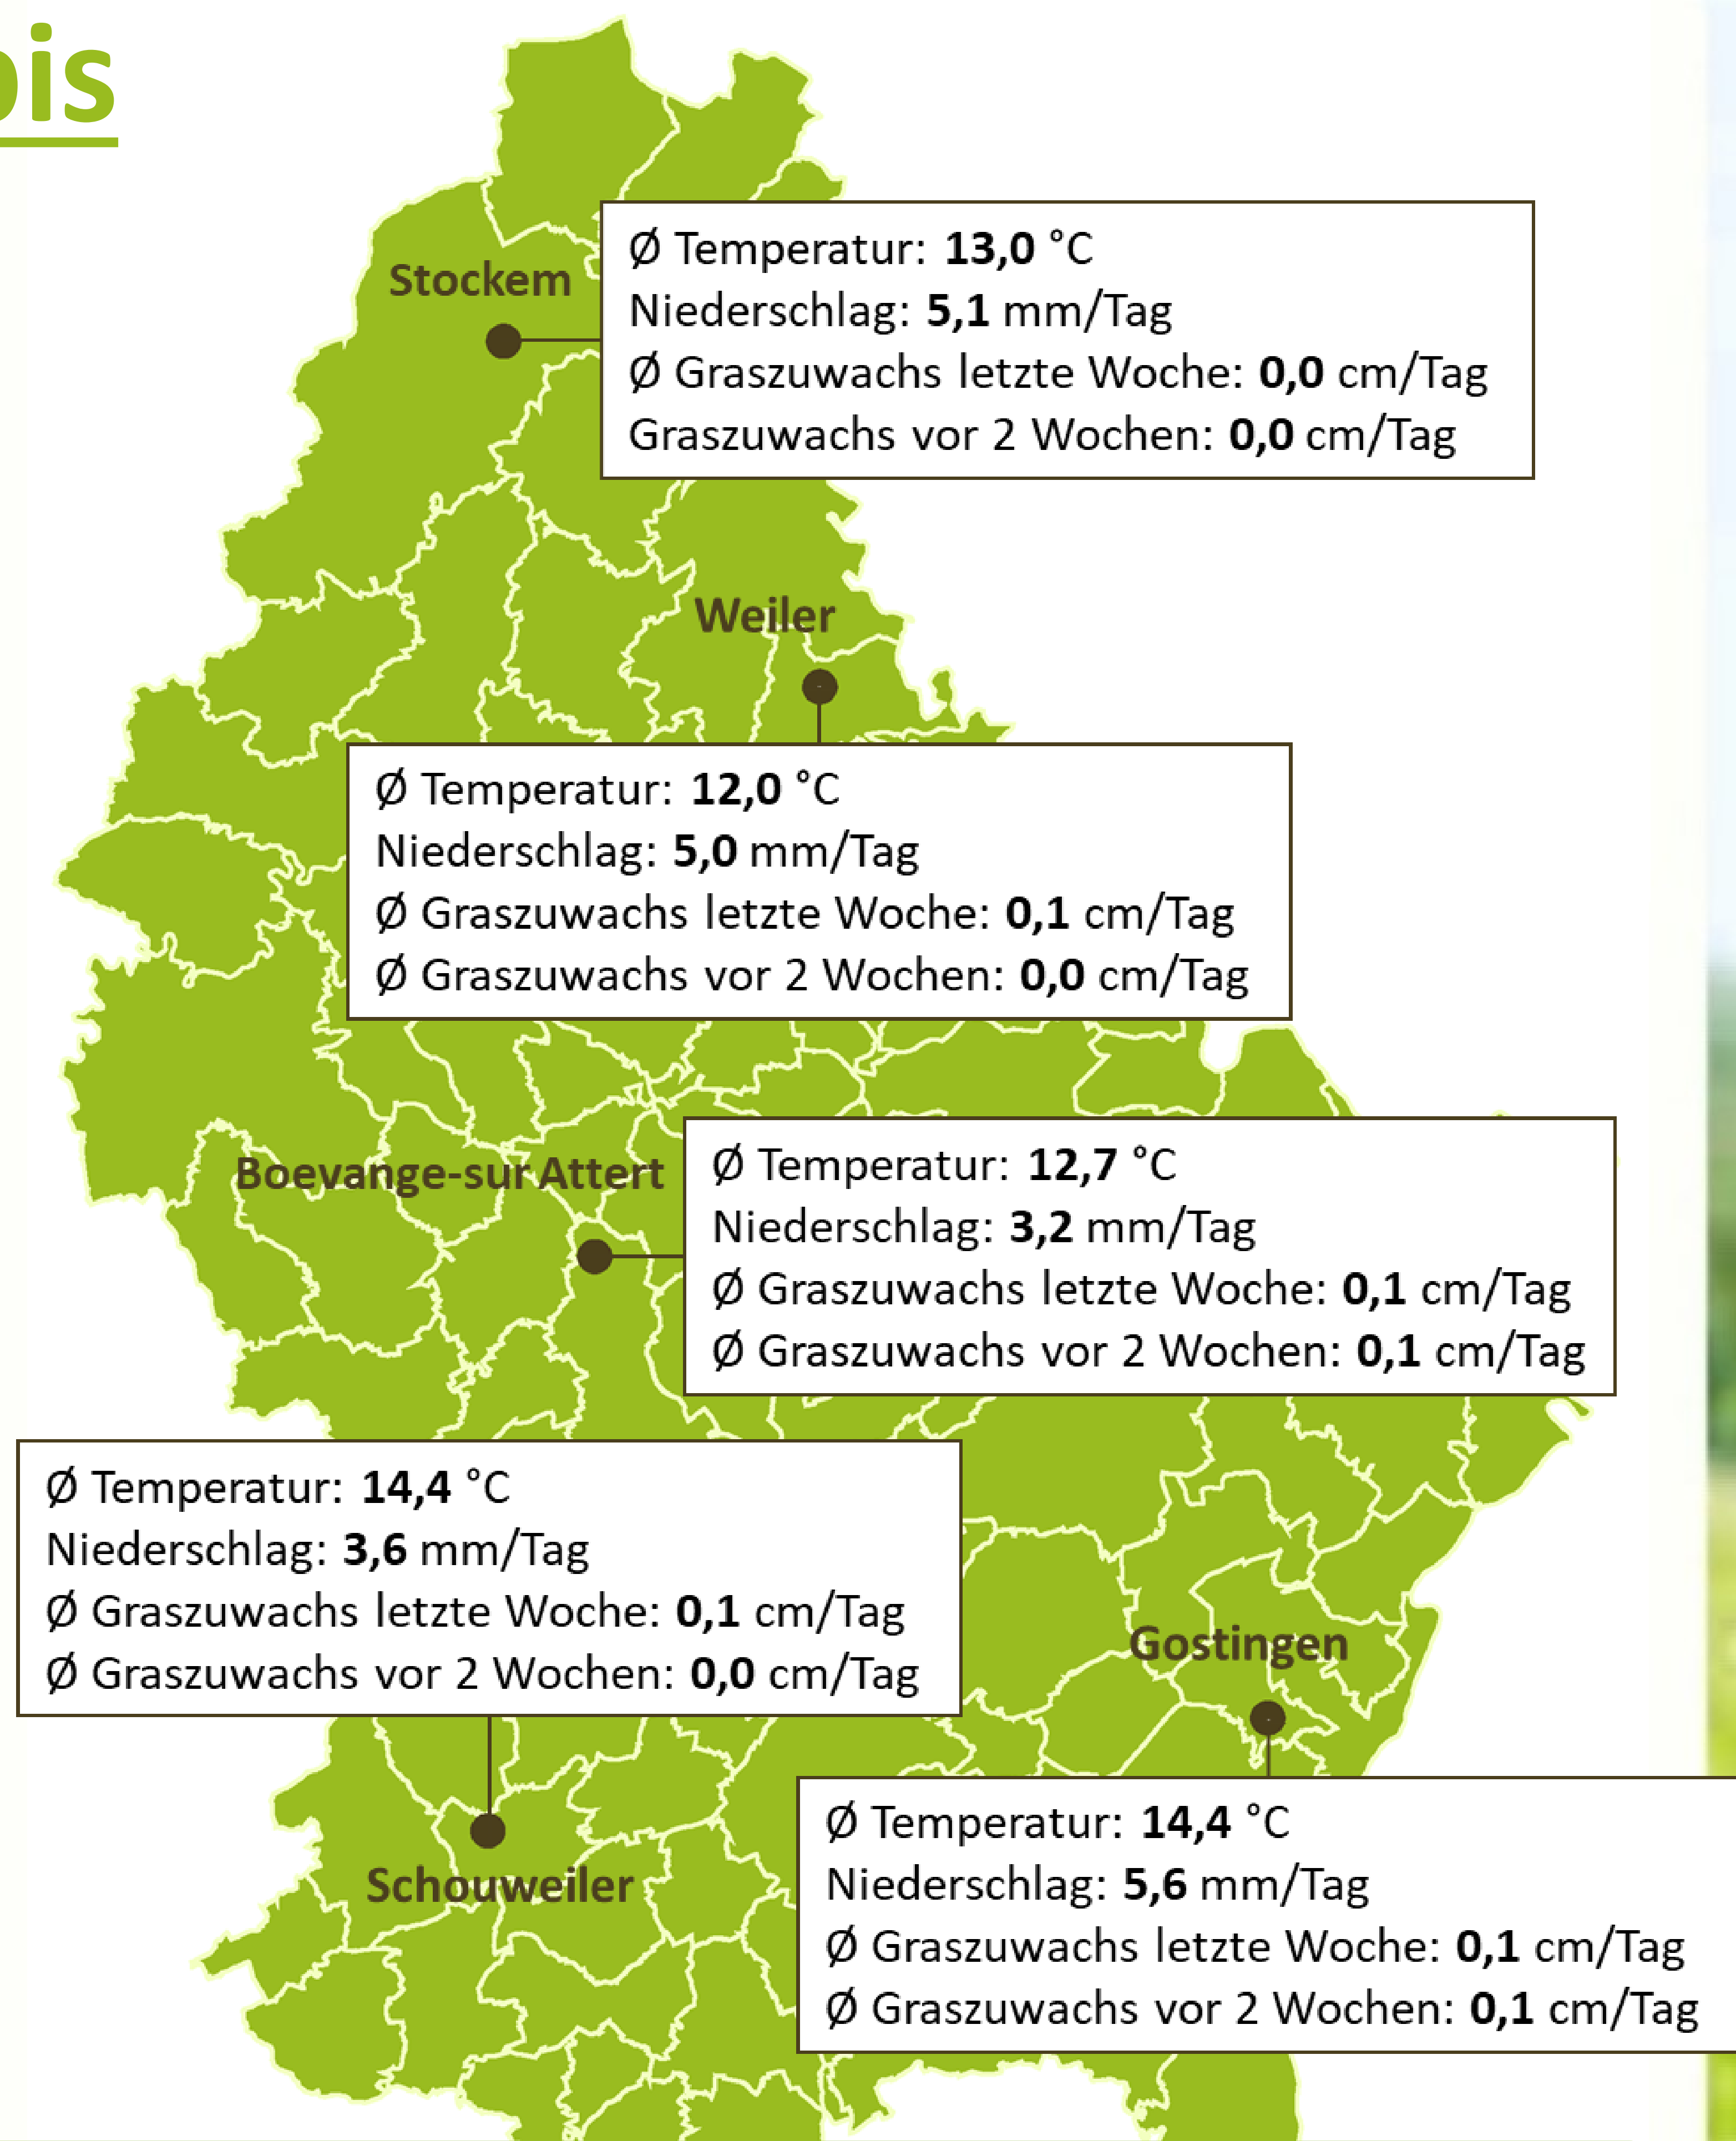 bis
Stockem
Ø Temperatur: 13,0 °C
Niederschlag: 5,1 mm/Tag
Ø Graszuwachs letzte Woche: 0,0 cm/Tag
Graszuwachs vor 2 Wochen: 0,0 cm/Tag
Weiler
Ø Temperatur: 12,0 °C
Niederschlag: 5,0 mm/Tag
Ø Graszuwachs letzte Woche: 0,1 cm/Tag
Ø Graszuwachs vor 2 Wochen: 0,0 cm/Tag
Boevange-sur Attert
Ø Temperatur: 12,7 °C
Niederschlag: 3,2 mm/Tag
Ø Graszuwachs letzte Woche: 0,1 cm/Tag
Ø Graszuwachs vor 2 Wochen: 0,1 cm/Tag
Ø Temperatur: 14,4 °C
Niederschlag: 3,6 mm/Tag
Ø Graszuwachs letzte Woche: 0,1 cm/Tag
Ø Graszuwachs vor 2 Wochen: 0,0 cm/Tag
Schouweiler
Gostingen
Ø Temperatur: 14,4 °C
Niederschlag: 5,6 mm/Tag
Ø Graszuwachs letzte Woche: 0,1 cm/Tag
Ø Graszuwachs vor 2 Wochen: 0,1 cm/Tag